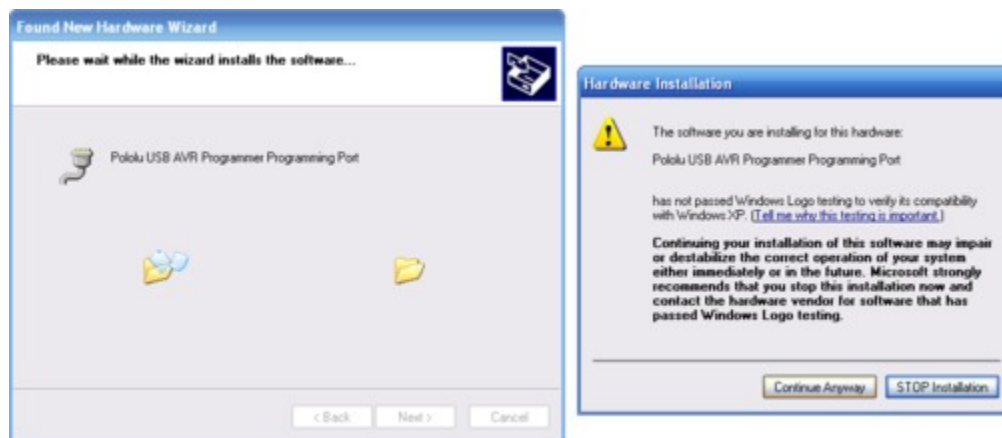 Found New Hardware Wizard
Please wait while the wizard installs the software...
Pololu USB AVR Programmer Programming Port
< Back
Next >
Cancel
Hardware Installation
The software you are installing for this hardware:
Pololu USB AVR Programmer Programming Port
has not passed Windows Logo testing to verify its compatibility
with Windows XP. (Tell me why this testing is important.)
Continuing your installation of this software may impair
or destabilize the correct operation of your system
either immediately or in the future. Microsoft strongly
recommends that you stop this installation now and
contact the hardware vendor for software that has
passed Windows Logo testing.
Continue Anyway
STOP Installation